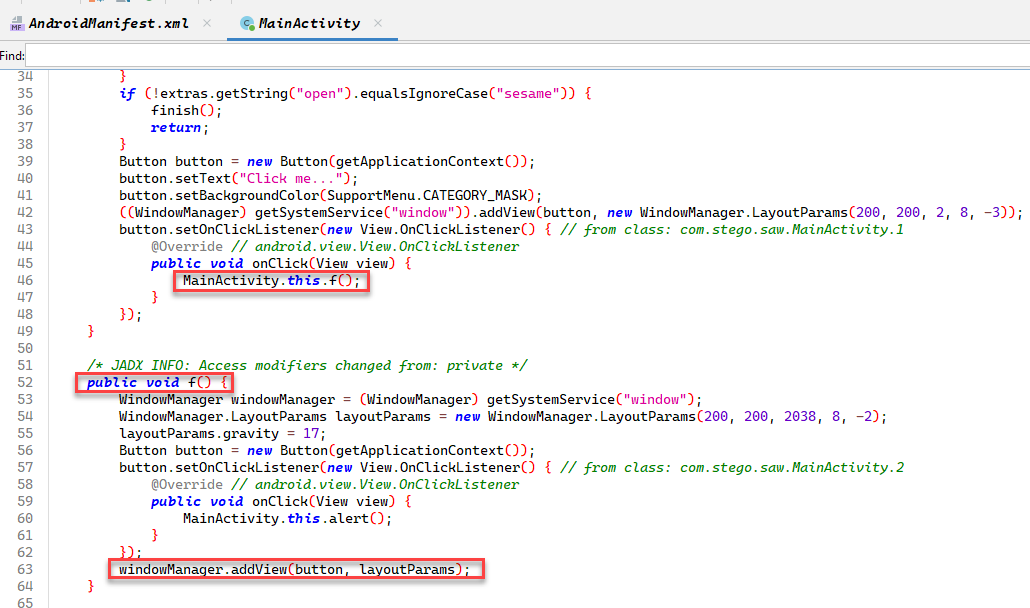 MF AndroidManifest.xml × C MainActivity ×
Find:
34 }
35 if (!extras.getString("open").equalsIgnoreCase("sesame")) {
36 finish();
37 return;
38 }
39 Button button = new Button(getApplicationContext());
40 button.setText("Click me...");
41 button.setBackgroundColor(SupportMenu.CATEGORY_MASK);
42 ((WindowManager) getSystemService("window")).addView(button, new WindowManager.LayoutParams(200, 200, 2, 8, -3));
43 button.setOnClickListener(new View.OnClickListener() { // from class: com.stego.saw.MainActivity.1
44 @Override // android.view.View.OnClickListener
45 public void onClick(View view) {
46 MainActivity.this.f();
47 }
48 });
49 }
50
51 /* JADX INFO: Access modifiers changed from: private */
52 public void f() {
53 WindowManager windowManager = (WindowManager) getSystemService("window");
54 WindowManager.LayoutParams layoutParams = new WindowManager.LayoutParams(200, 200, 2038, 8, -2);
55 layoutParams.gravity = 17;
56 Button button = new Button(getApplicationContext());
57 button.setOnClickListener(new View.OnClickListener() { // from class: com.stego.saw.MainActivity.2
58 @Override // android.view.View.OnClickListener
59 public void onClick(View view) {
60 MainActivity.this.alert();
61 }
62 });
63 windowManager.addView(button, layoutParams);
64 }
65